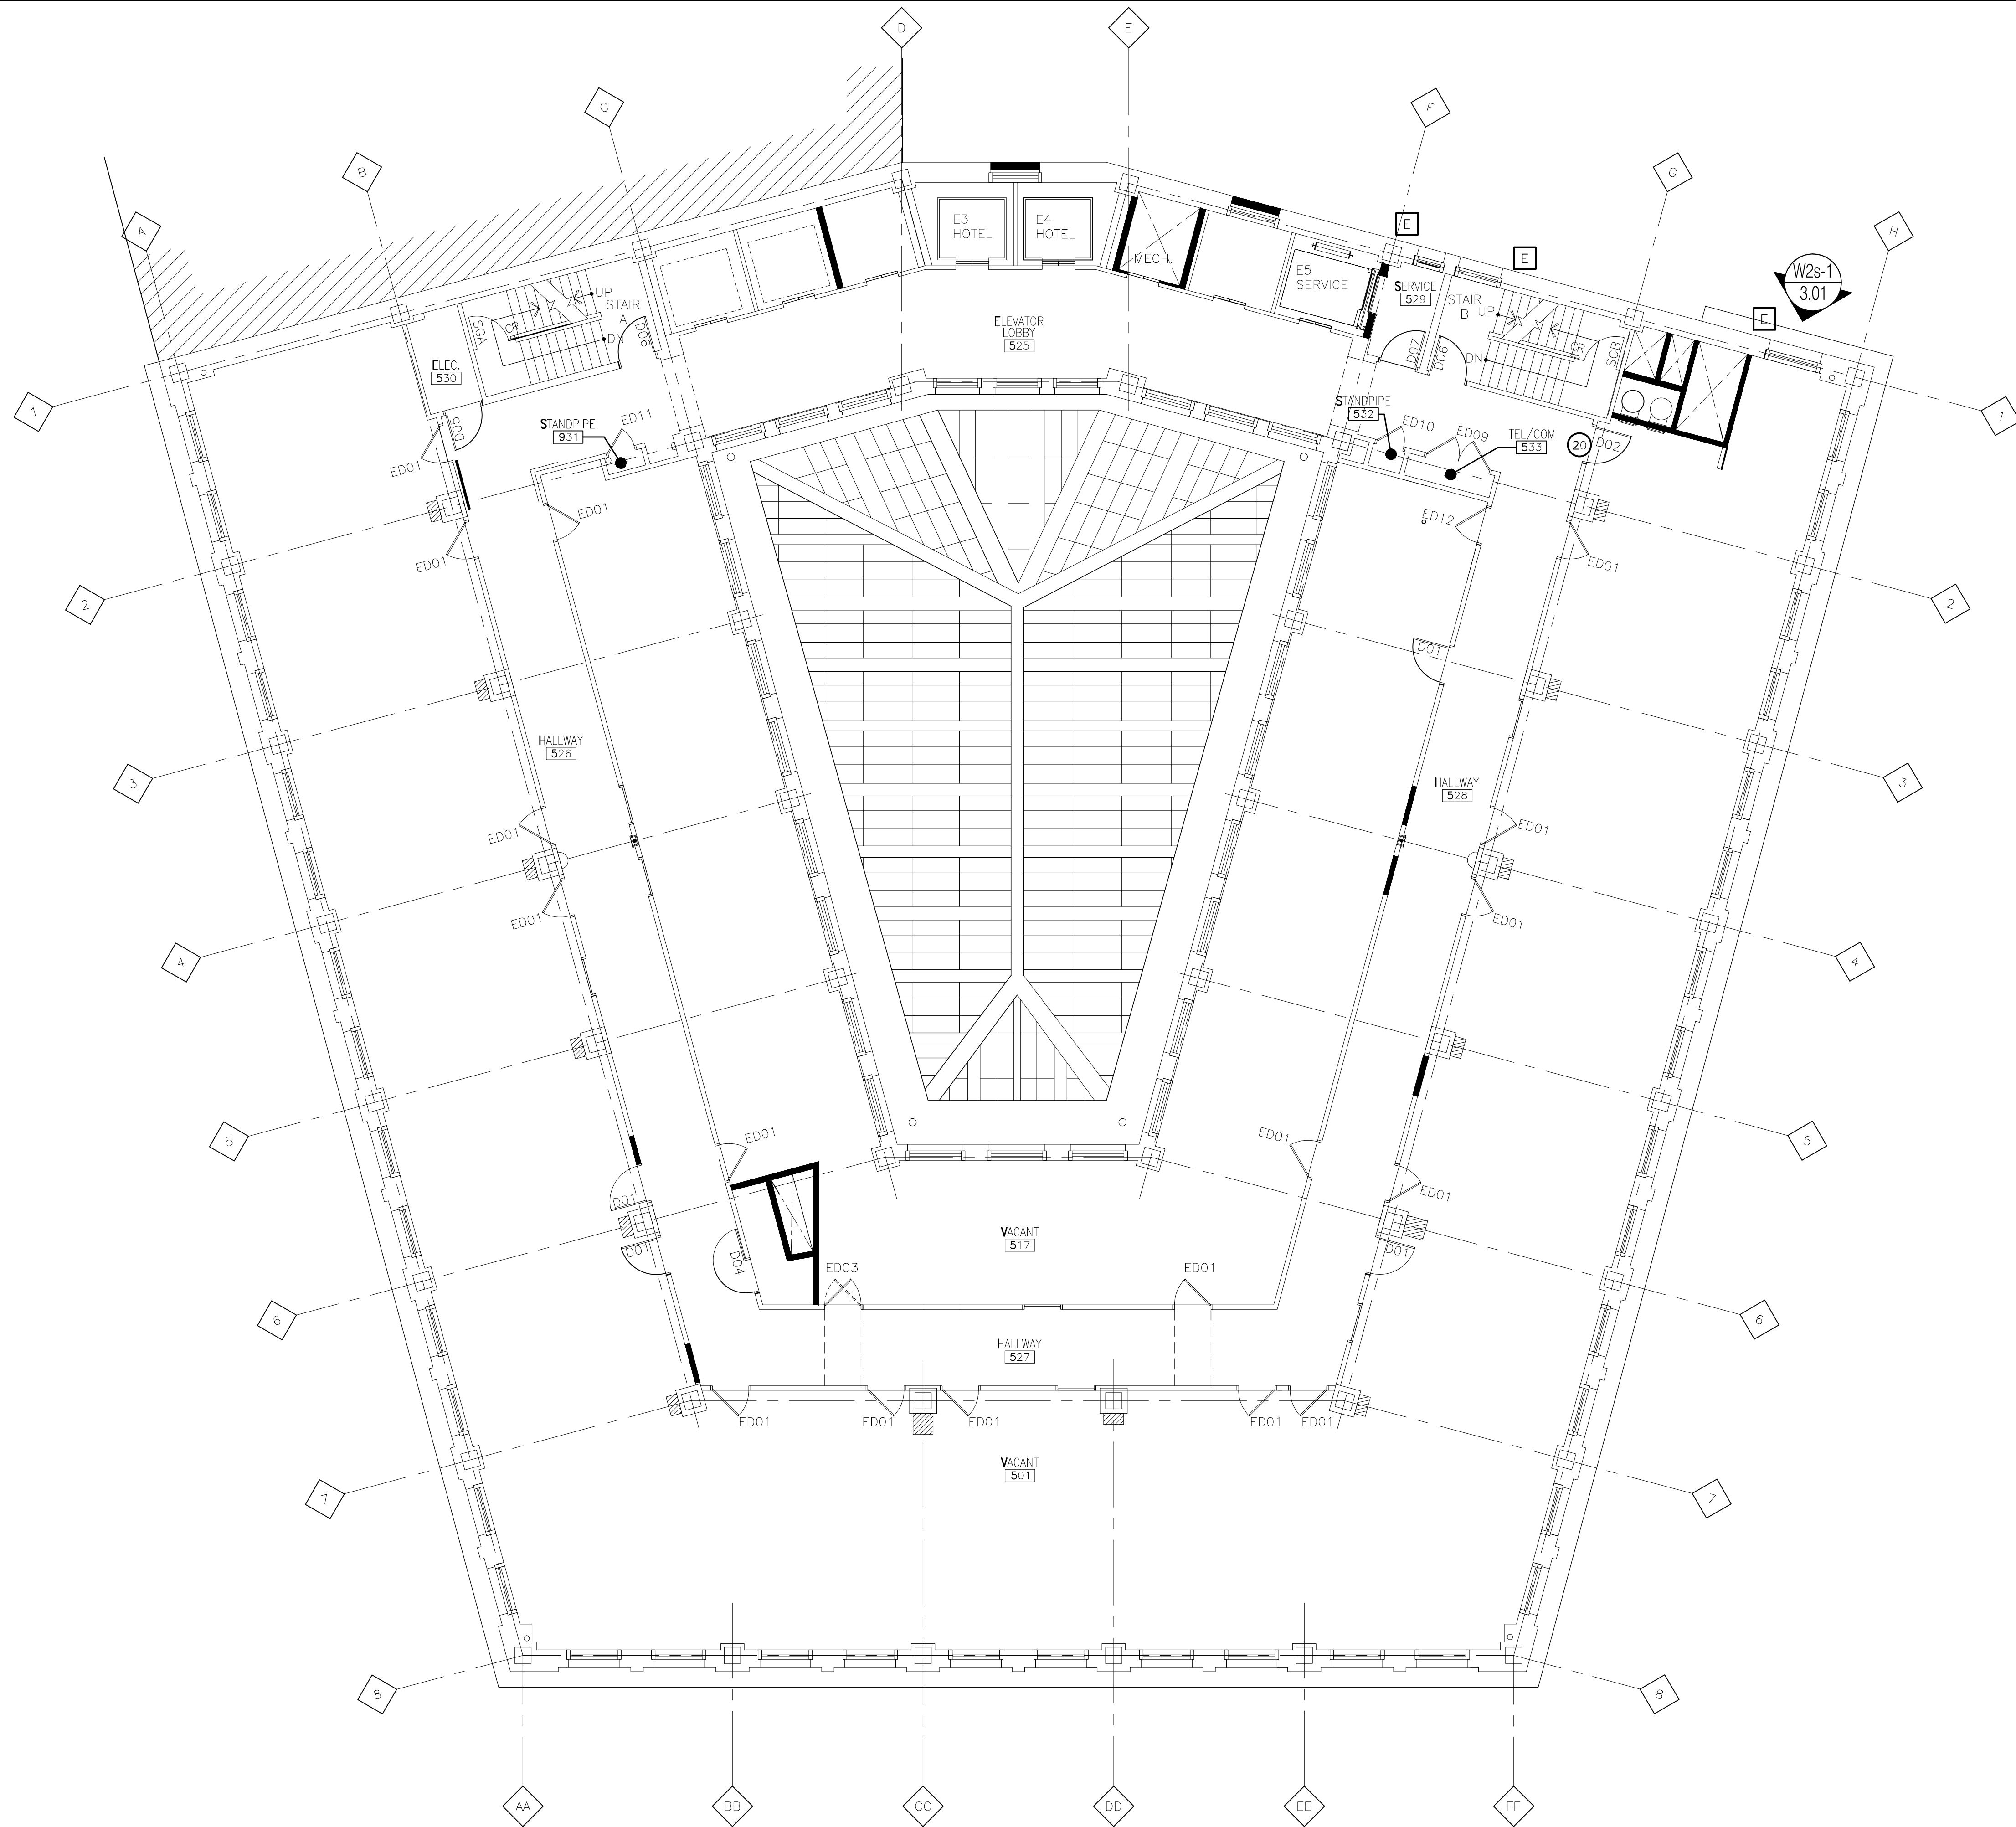 D
E
C
F
B
G
A
H
E3
HOTEL
E4
HOTEL
E
E
MECH.
E5
SERVICE
SERVICE
529
W2s-1
3.01
UP
STAIR
A
STAIR
B
UP
E
SGA
CR
DN
D06
ELEVATOR
LOBBY
525
D07
D06
DN
CR
SGB
ELEC.
530
1
1
D05
STANDPIPE
931
ED11
STANDPIPE
532
ED10
ED09
TEL/COM
533
20
D02
ED01
ED01
ED12
ED01
ED01
2
2
D01
HALLWAY
526
HALLWAY
528
3
3
ED01
ED01
ED01
ED01
4
4
5
5
ED01
ED01
D01
ED01
D01
D04
VACANT
517
D01
ED03
ED01
6
6
HALLWAY
527
ED01
ED01
ED01
ED01
ED01
VACANT
501
7
7
8
8
AA
BB
CC
DD
EE
FF